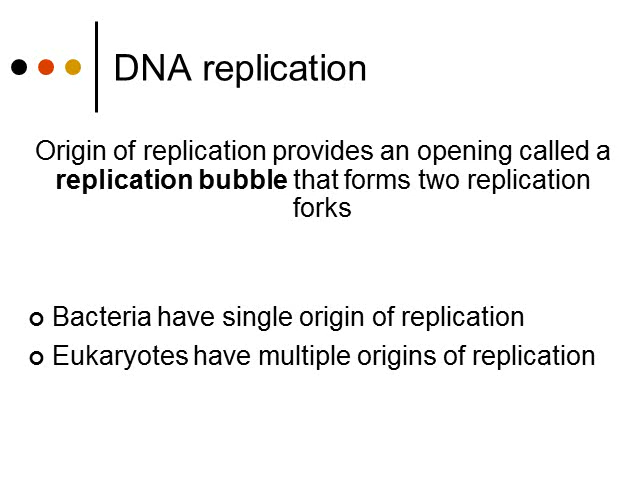 DNA replication
Origin of replication provides an opening called a
replication bubble that forms two replication
forks
Bacteria have single origin of replication
Eukaryotes have multiple origins of replication